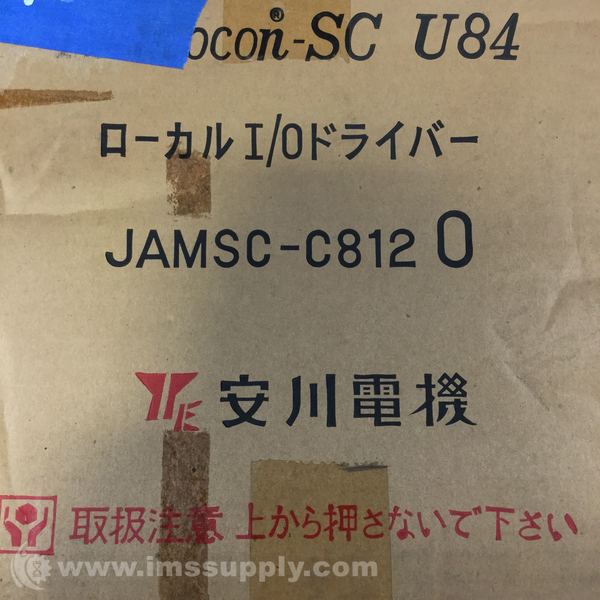 ocon®-SC U84
ローカルI/Oドライバー
JAMSC-C812 0
安川電機
取扱注意 上から押さないで下さい
© www.imssupply.com